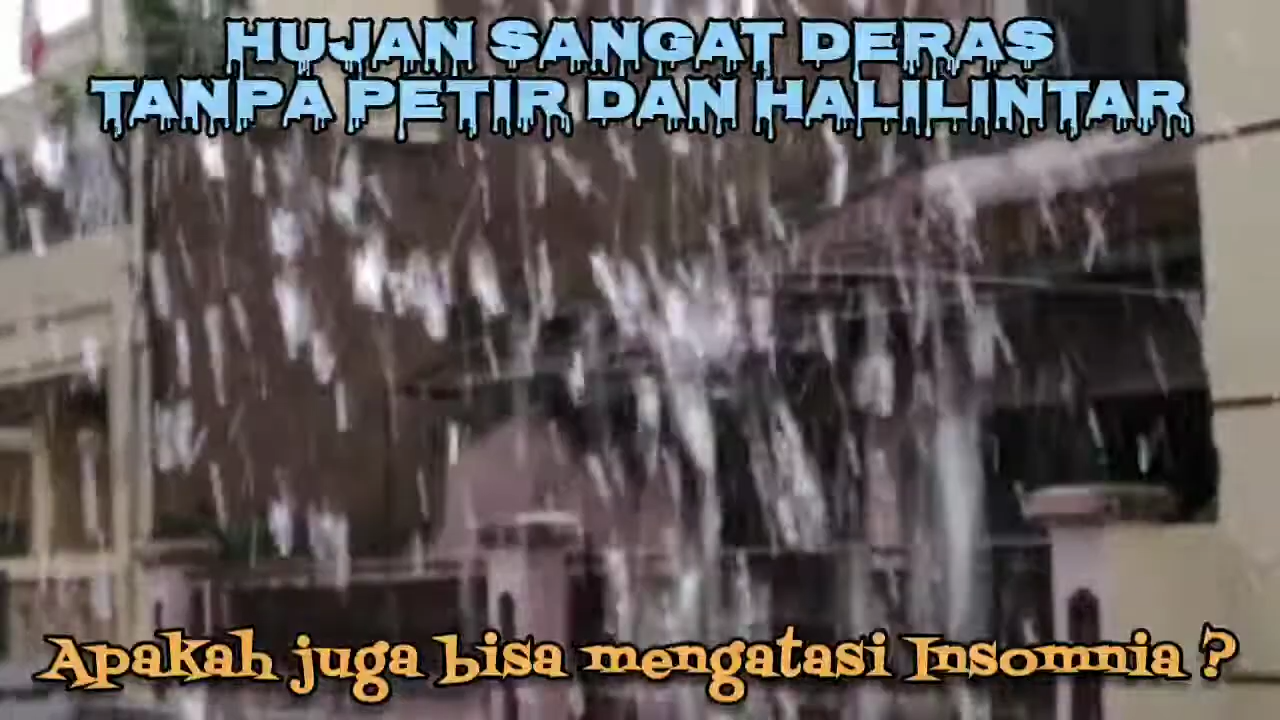 HUJAN SANGAT DERAS
TANPA PETIR DAN HALILINTAR
Apakah juga bisa mengatasi Insomnia ?